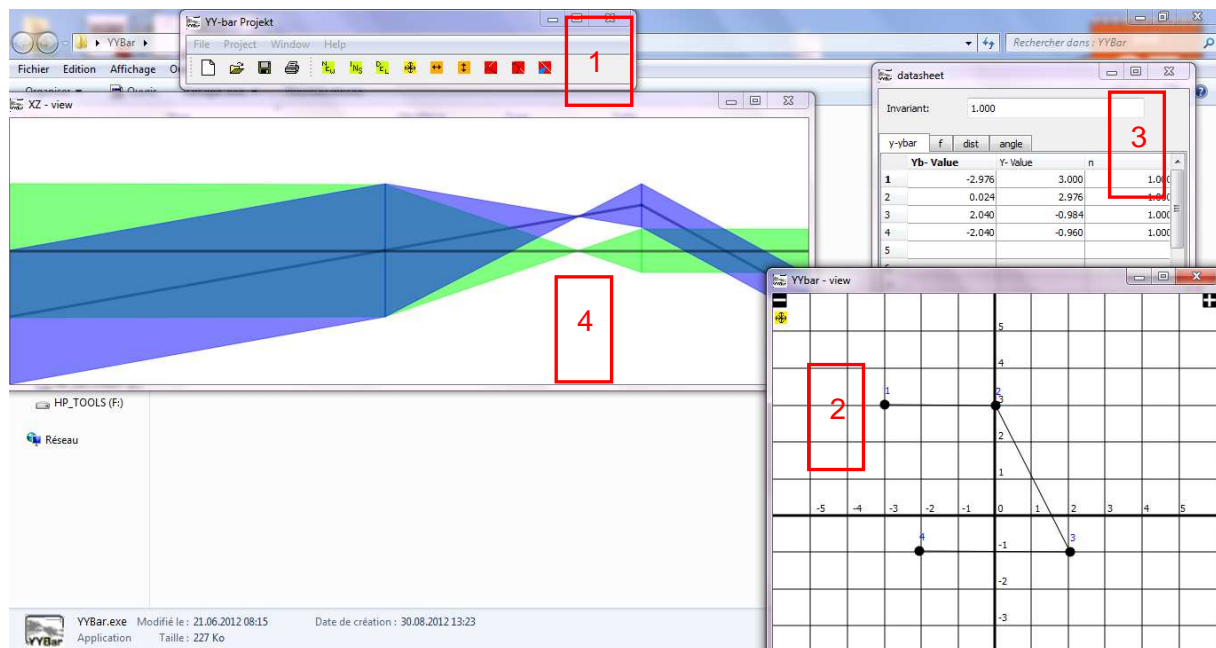 YY-bar Projekt
1
File Project Window Help
YYBar
Rechercher dans : YYBar
Fichier Edition Affichage
datasheet
XZ - view
Invariant: 1.000
3
y-ybar f dist angle
Yb- Value Y- Value n
1 -2.976 3.000 1.000
2 0.024 2.976 1.000
3 2.040 -0.984 1.000
4 -2.040 -0.960 1.000
5
YYbar - view
4
2
5
4
3
2
1
-5 -4 -3 -2 -1 0 1 2 3 4 5
-1
-2
-3
1
2
3
4
HP_TOOLS (F:)
Réseau
YYBar.exe Modifié le : 21.06.2012 08:15 Date de création : 30.08.2012 13:23
YYBar Application Taille : 227 Ko